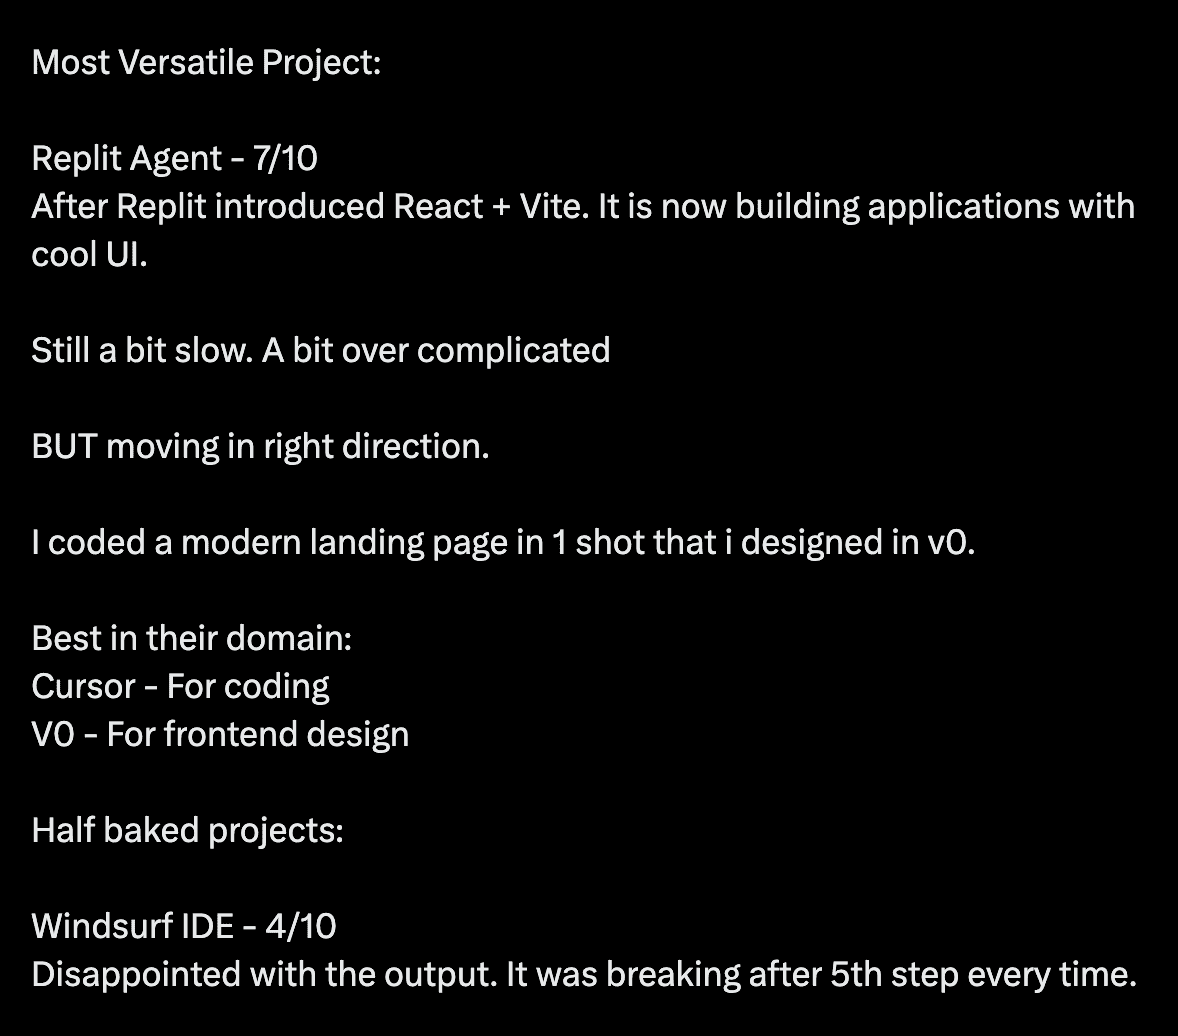 Most Versatile Project:
Replit Agent - 7/10
After Replit introduced React + Vite. It is now building applications with
cool UI.
Still a bit slow. A bit over complicated
BUT moving in right direction.
I coded a modern landing page in 1 shot that i designed in v0.
Best in their domain:
Cursor - For coding
V0 - For frontend design
Half baked projects:
Windsurf IDE - 4/10
Disappointed with the output. It was breaking after 5th step every time.